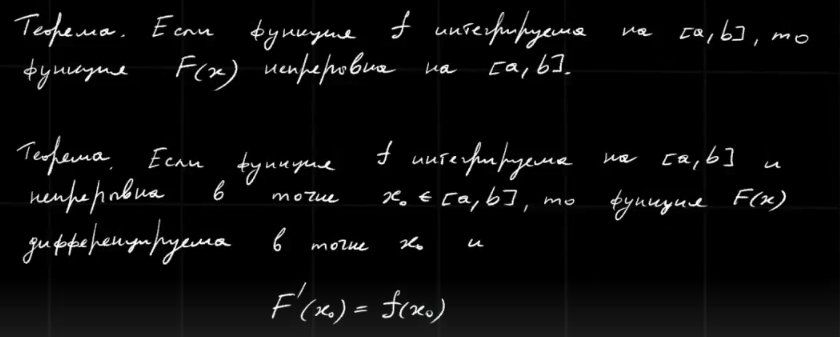 Теорема. Если функция f интегрируема на [a,b], то
функция F(x) непрерывна на [a,b].
Теорема. Если функция f интегрируема на [a,b] и
непрерывна в точке x₀ ∈ [a,b], то функция F(x)
дифференцируема в точке x₀ и
F'(x₀) = f(x₀)